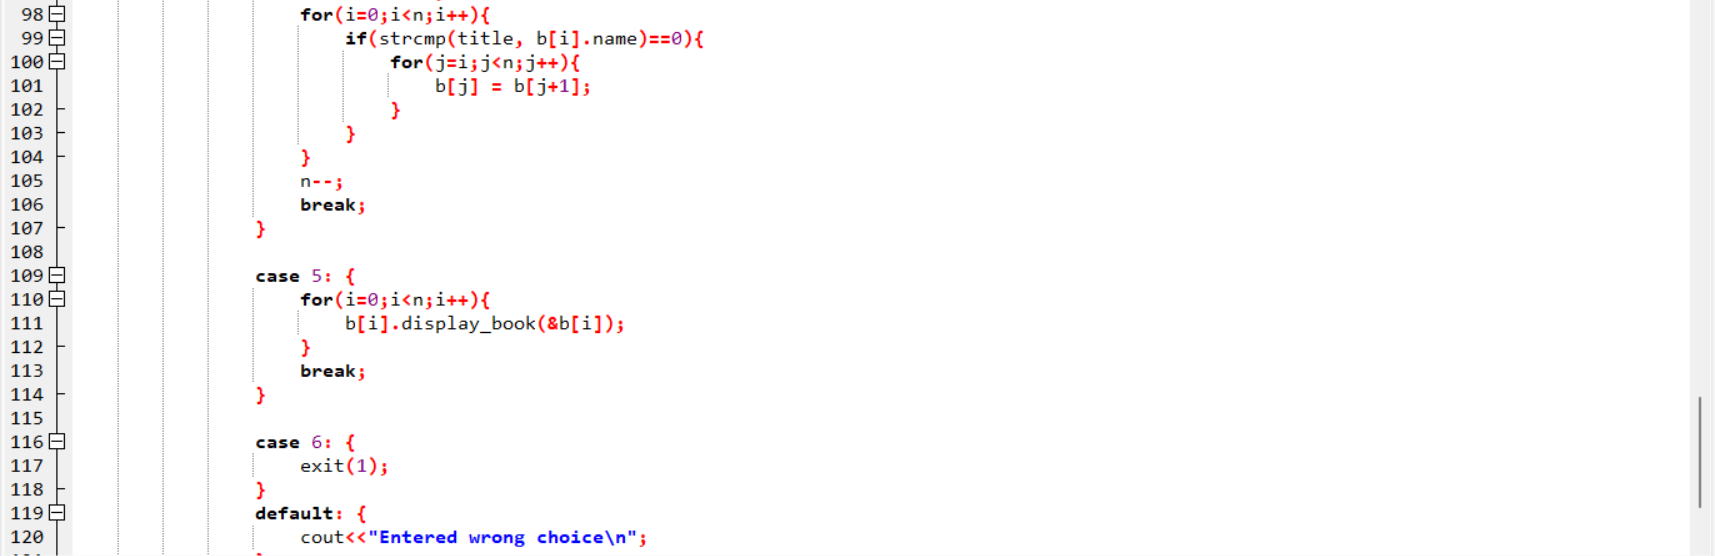 98 for(i=0;i<n;i++){
99 if(strcmp(title, b[i].name)==0){
100 for(j=i;j<n;j++){
101 b[j] = b[j+1];
102 }
103 }
104 }
105 n--;
106 break;
107 }
108
109 case 5: {
110 for(i=0;i<n;i++){
111 b[i].display_book(&b[i]);
112 }
113 break;
114 }
115
116 case 6: {
117 exit(1);
118 }
119 default: {
120 cout<<"Entered wrong choice\n";